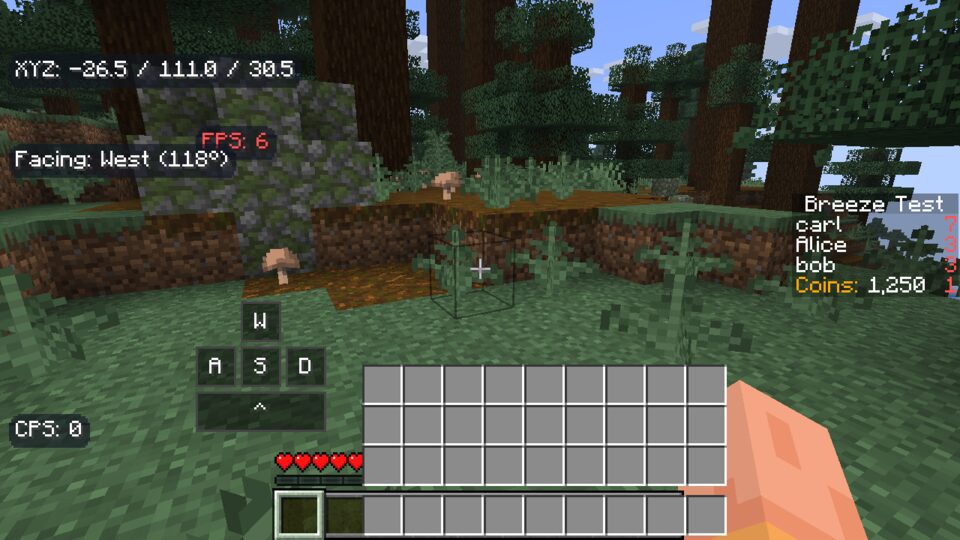 XYZ: -26.5 / 111.0 / 30.5
FPS: 6
Facing: West (118°)
Breeze Test
carl 7
Alice 3
bob 3
Coins: 1,250 1
W
A S D
^
CPS: 0